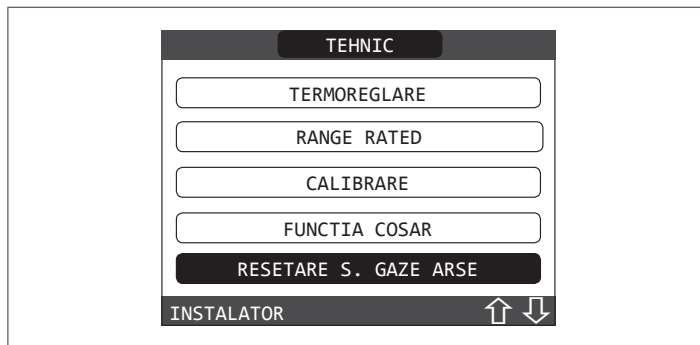 TEHNIC
TERMOREGLARE
RANGE RATED
CALIBRARE
FUNCTIA COSAR
RESETARE S. GAZE ARSE
INSTALATOR